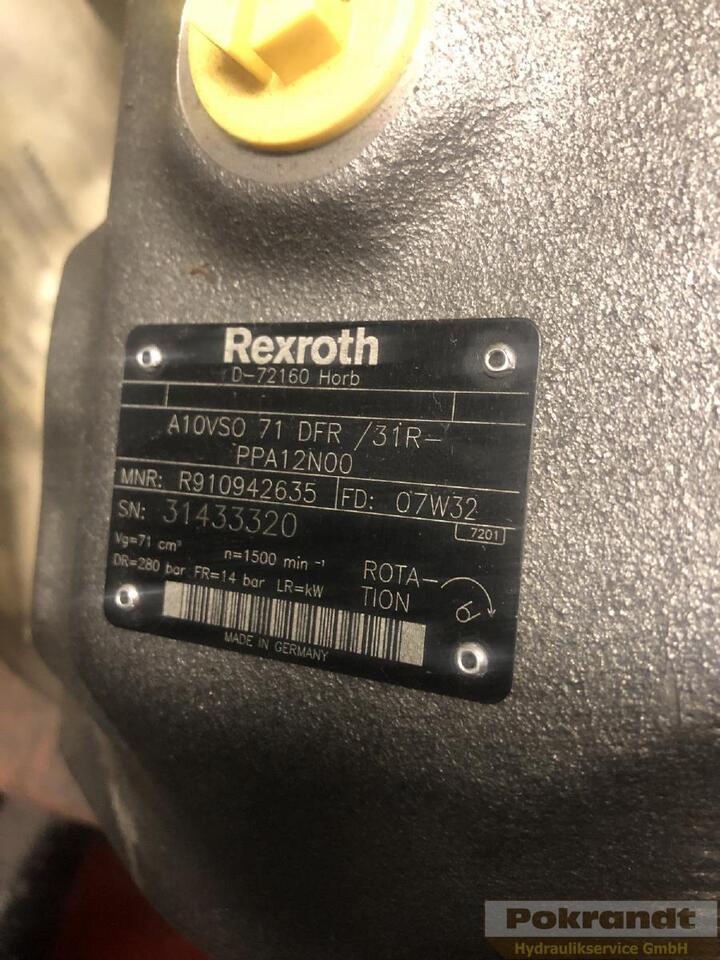 Rexroth
D-72160 Horb
A10VSO 71 DFR /31R-
PPA12N00
MNR: R910942635 FD: 07W32
SN: 31433320 7201
Vg=71 cm³ n=1500 min⁻¹
DR=280 bar FR=14 bar LR=kW
ROTA-
TION
MADE IN GERMANY
Pokrandt
Hydraulikservice GmbH